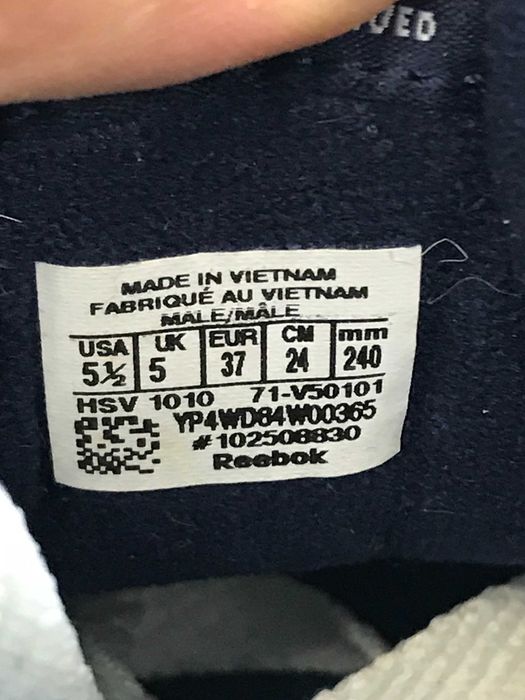 MADE IN VIETNAM
FABRIQUÉ AU VIETNAM
MALE/MÂLE
USA UK EUR CM mm
5½ 5 37 24 240
HSV 1010 71-V50101
YP4WD84W00365
#102508830
Reebok